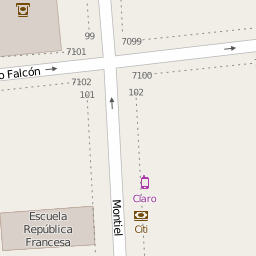 99
7101
7099
o Falcón
7102
7100
101
102
Claro
Montiel
Citi
Escuela
República
Francesa